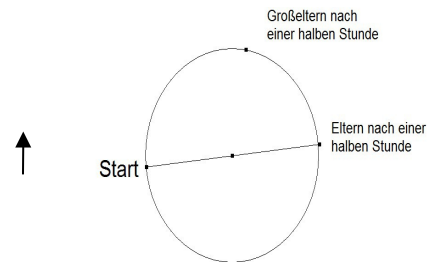 Großeltern nach
einer halben Stunde
Eltern nach einer
halben Stunde
Start